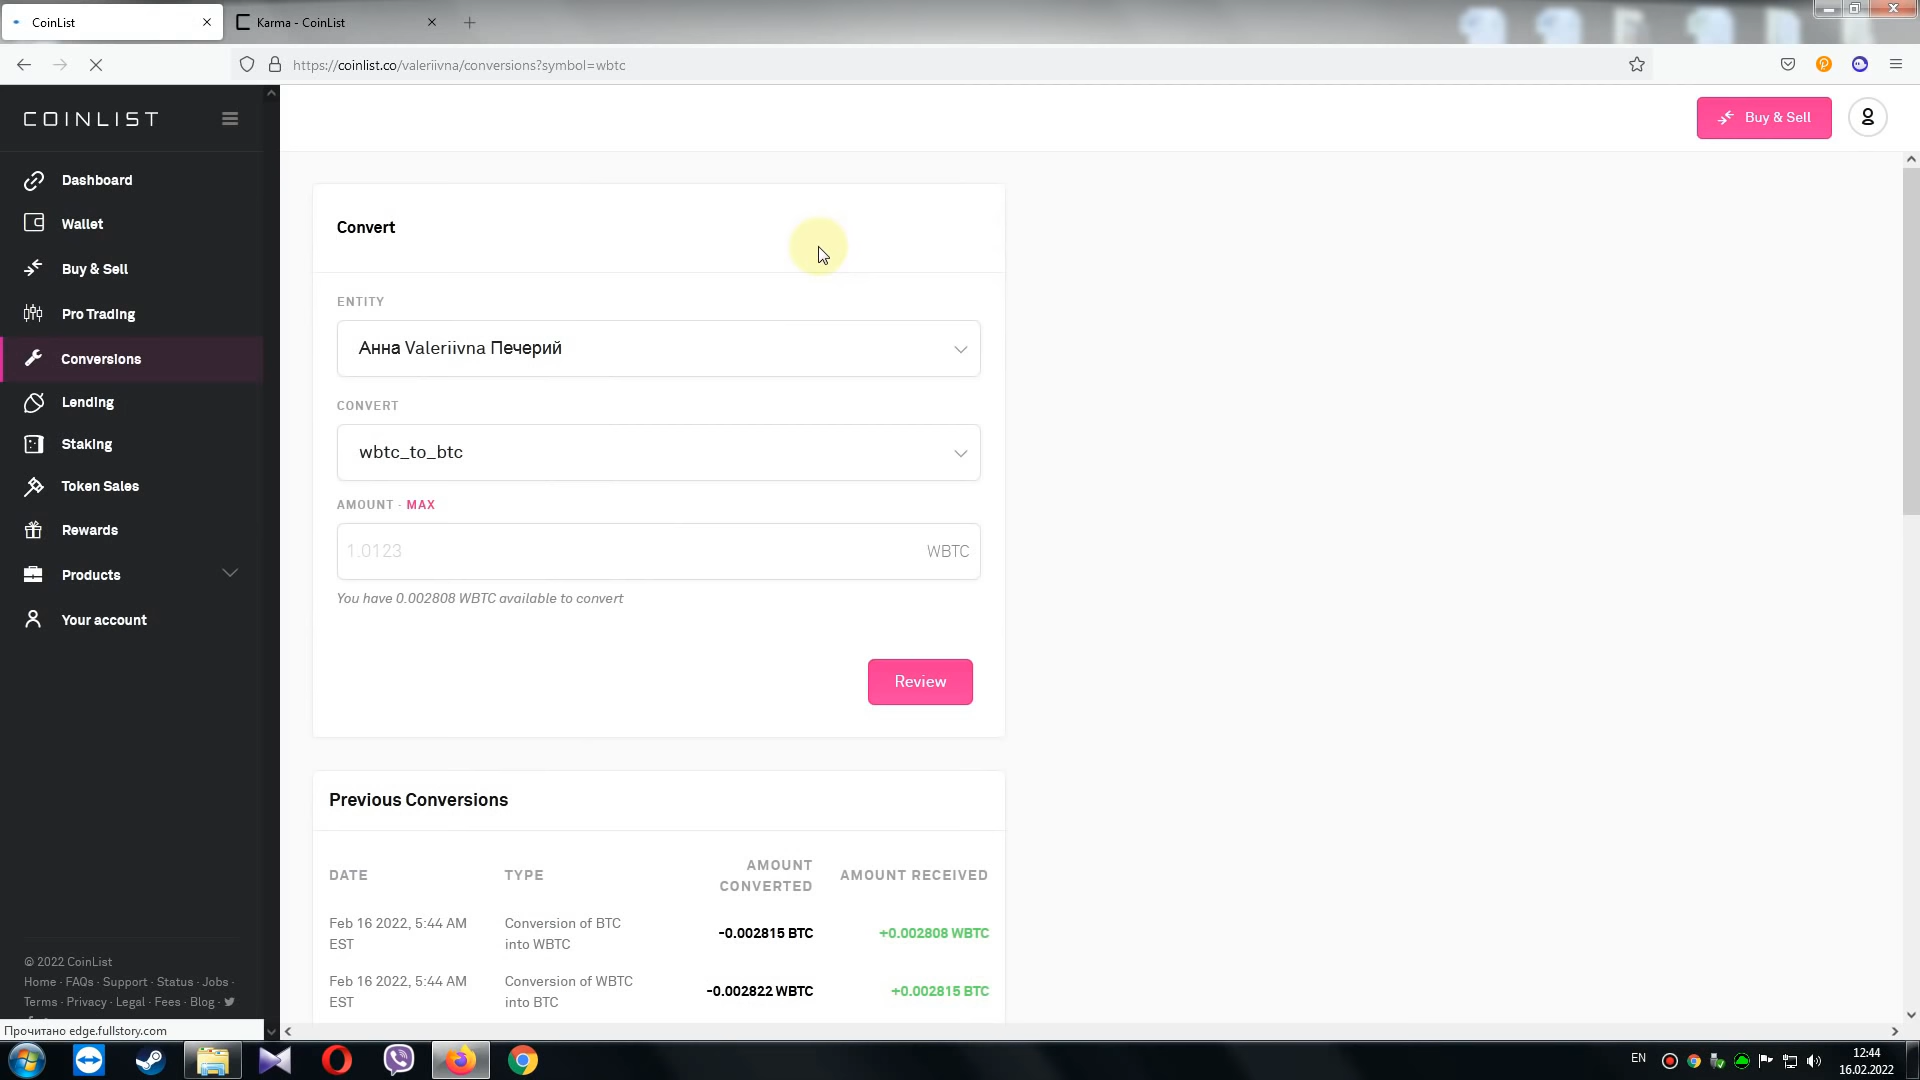 CoinList
Karma - CoinList
https://coinlist.co/valeriivna/conversions?symbol=wbtc
COINLIST
Buy & Sell
Dashboard
Wallet
Buy & Sell
Pro Trading
Conversions
Lending
Staking
Token Sales
Rewards
Products
Your account
Convert
ENTITY
Анна Valeriivna Печерий
CONVERT
wbtc_to_btc
AMOUNT - MAX
1.0123
WBTC
You have 0.002808 WBTC available to convert
Review
Previous Conversions
DATE TYPE AMOUNT CONVERTED AMOUNT RECEIVED
Feb 16 2022, 5:44 AM EST Conversion of BTC into WBTC -0.002815 BTC +0.002808 WBTC
Feb 16 2022, 5:44 AM EST Conversion of WBTC into BTC -0.002822 WBTC +0.002815 BTC
© 2022 CoinList
Home · FAQs · Support · Status · Jobs ·
Terms · Privacy · Legal · Fees · Blog ·
Прочитано edge.fullstory.com
EN
12:44
16.02.2022